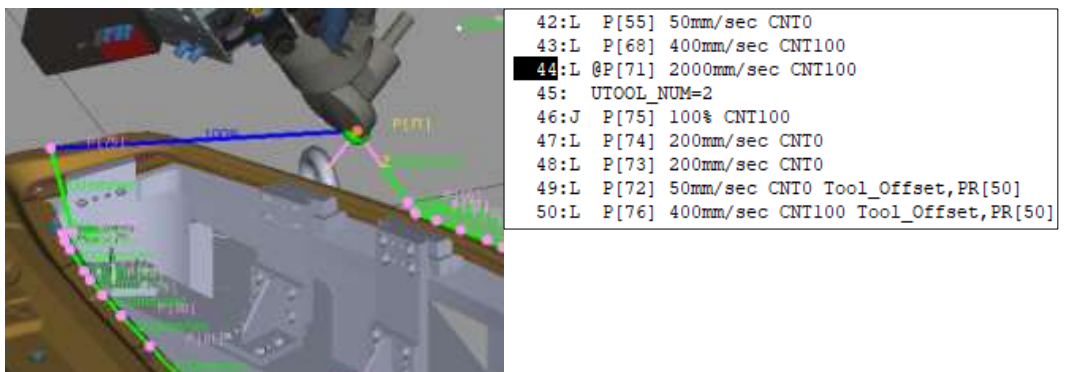 P[71]
100%
P[75]
42:L P[55] 50mm/sec CNT0
43:L P[68] 400mm/sec CNT100
44:L @P[71] 2000mm/sec CNT100
45: UTOOL_NUM=2
46:J P[75] 100% CNT100
47:L P[74] 200mm/sec CNT0
48:L P[73] 200mm/sec CNT0
49:L P[72] 50mm/sec CNT0 Tool_Offset,PR[50]
50:L P[76] 400mm/sec CNT100 Tool_Offset,PR[50]